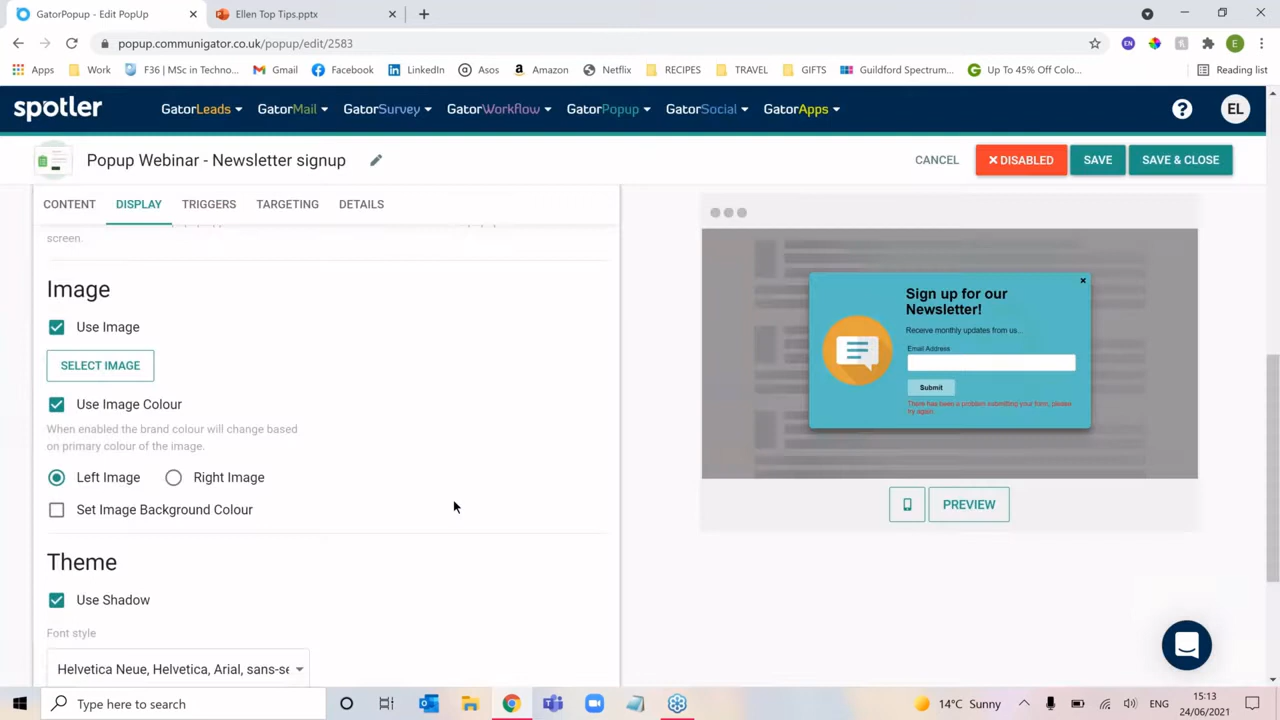 GatorPopup - Edit PopUp
Ellen Top Tips.pptx
popup.communigator.co.uk/popup/edit/2583
EN
E
Apps
Work
F36 | MSc in Techno...
Gmail
Facebook
LinkedIn
Asos
Amazon
Netflix
RECIPES
TRAVEL
GIFTS
Guildford Spectrum...
Up To 45% Off Colo...
Reading list
spotler
GatorLeads
GatorMail
GatorSurvey
GatorWorkflow
GatorPopup
GatorSocial
GatorApps
?
EL
Popup Webinar - Newsletter signup
CANCEL
DISABLED
SAVE
SAVE & CLOSE
CONTENT
DISPLAY
TRIGGERS
TARGETING
DETAILS
screen.
Image
Use Image
SELECT IMAGE
Use Image Colour
When enabled the brand colour will change based
on primary colour of the image.
Left Image
Right Image
Set Image Background Colour
Theme
Use Shadow
Font style
Helvetica Neue, Helvetica, Arial, sans-se
Sign up for our
Newsletter!
Receive monthly updates from us...
Email Address
Submit
There has been a problem submitting your form, please
try again.
PREVIEW
Type here to search
14°C Sunny
ENG
15:13
24/06/2021